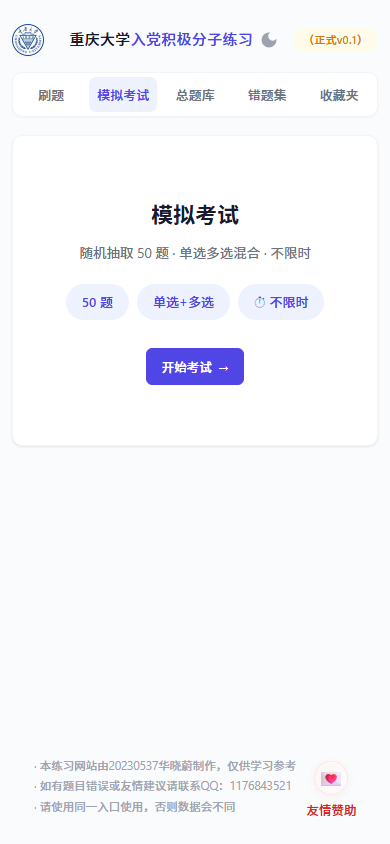 重庆大学入党积极分子练习 （正式v0.1）
刷题 模拟考试 总题库 错题集 收藏夹
模拟考试
随机抽取 50 题 · 单选多选混合 · 不限时
50 题 单选+多选 ⏱ 不限时
开始考试 →
· 本练习网站由20230537华晓蔚制作，仅供学习参考
· 如有题目错误或友情建议请联系QQ：1176843521
· 请使用同一入口使用，否则数据会不同
友情赞助